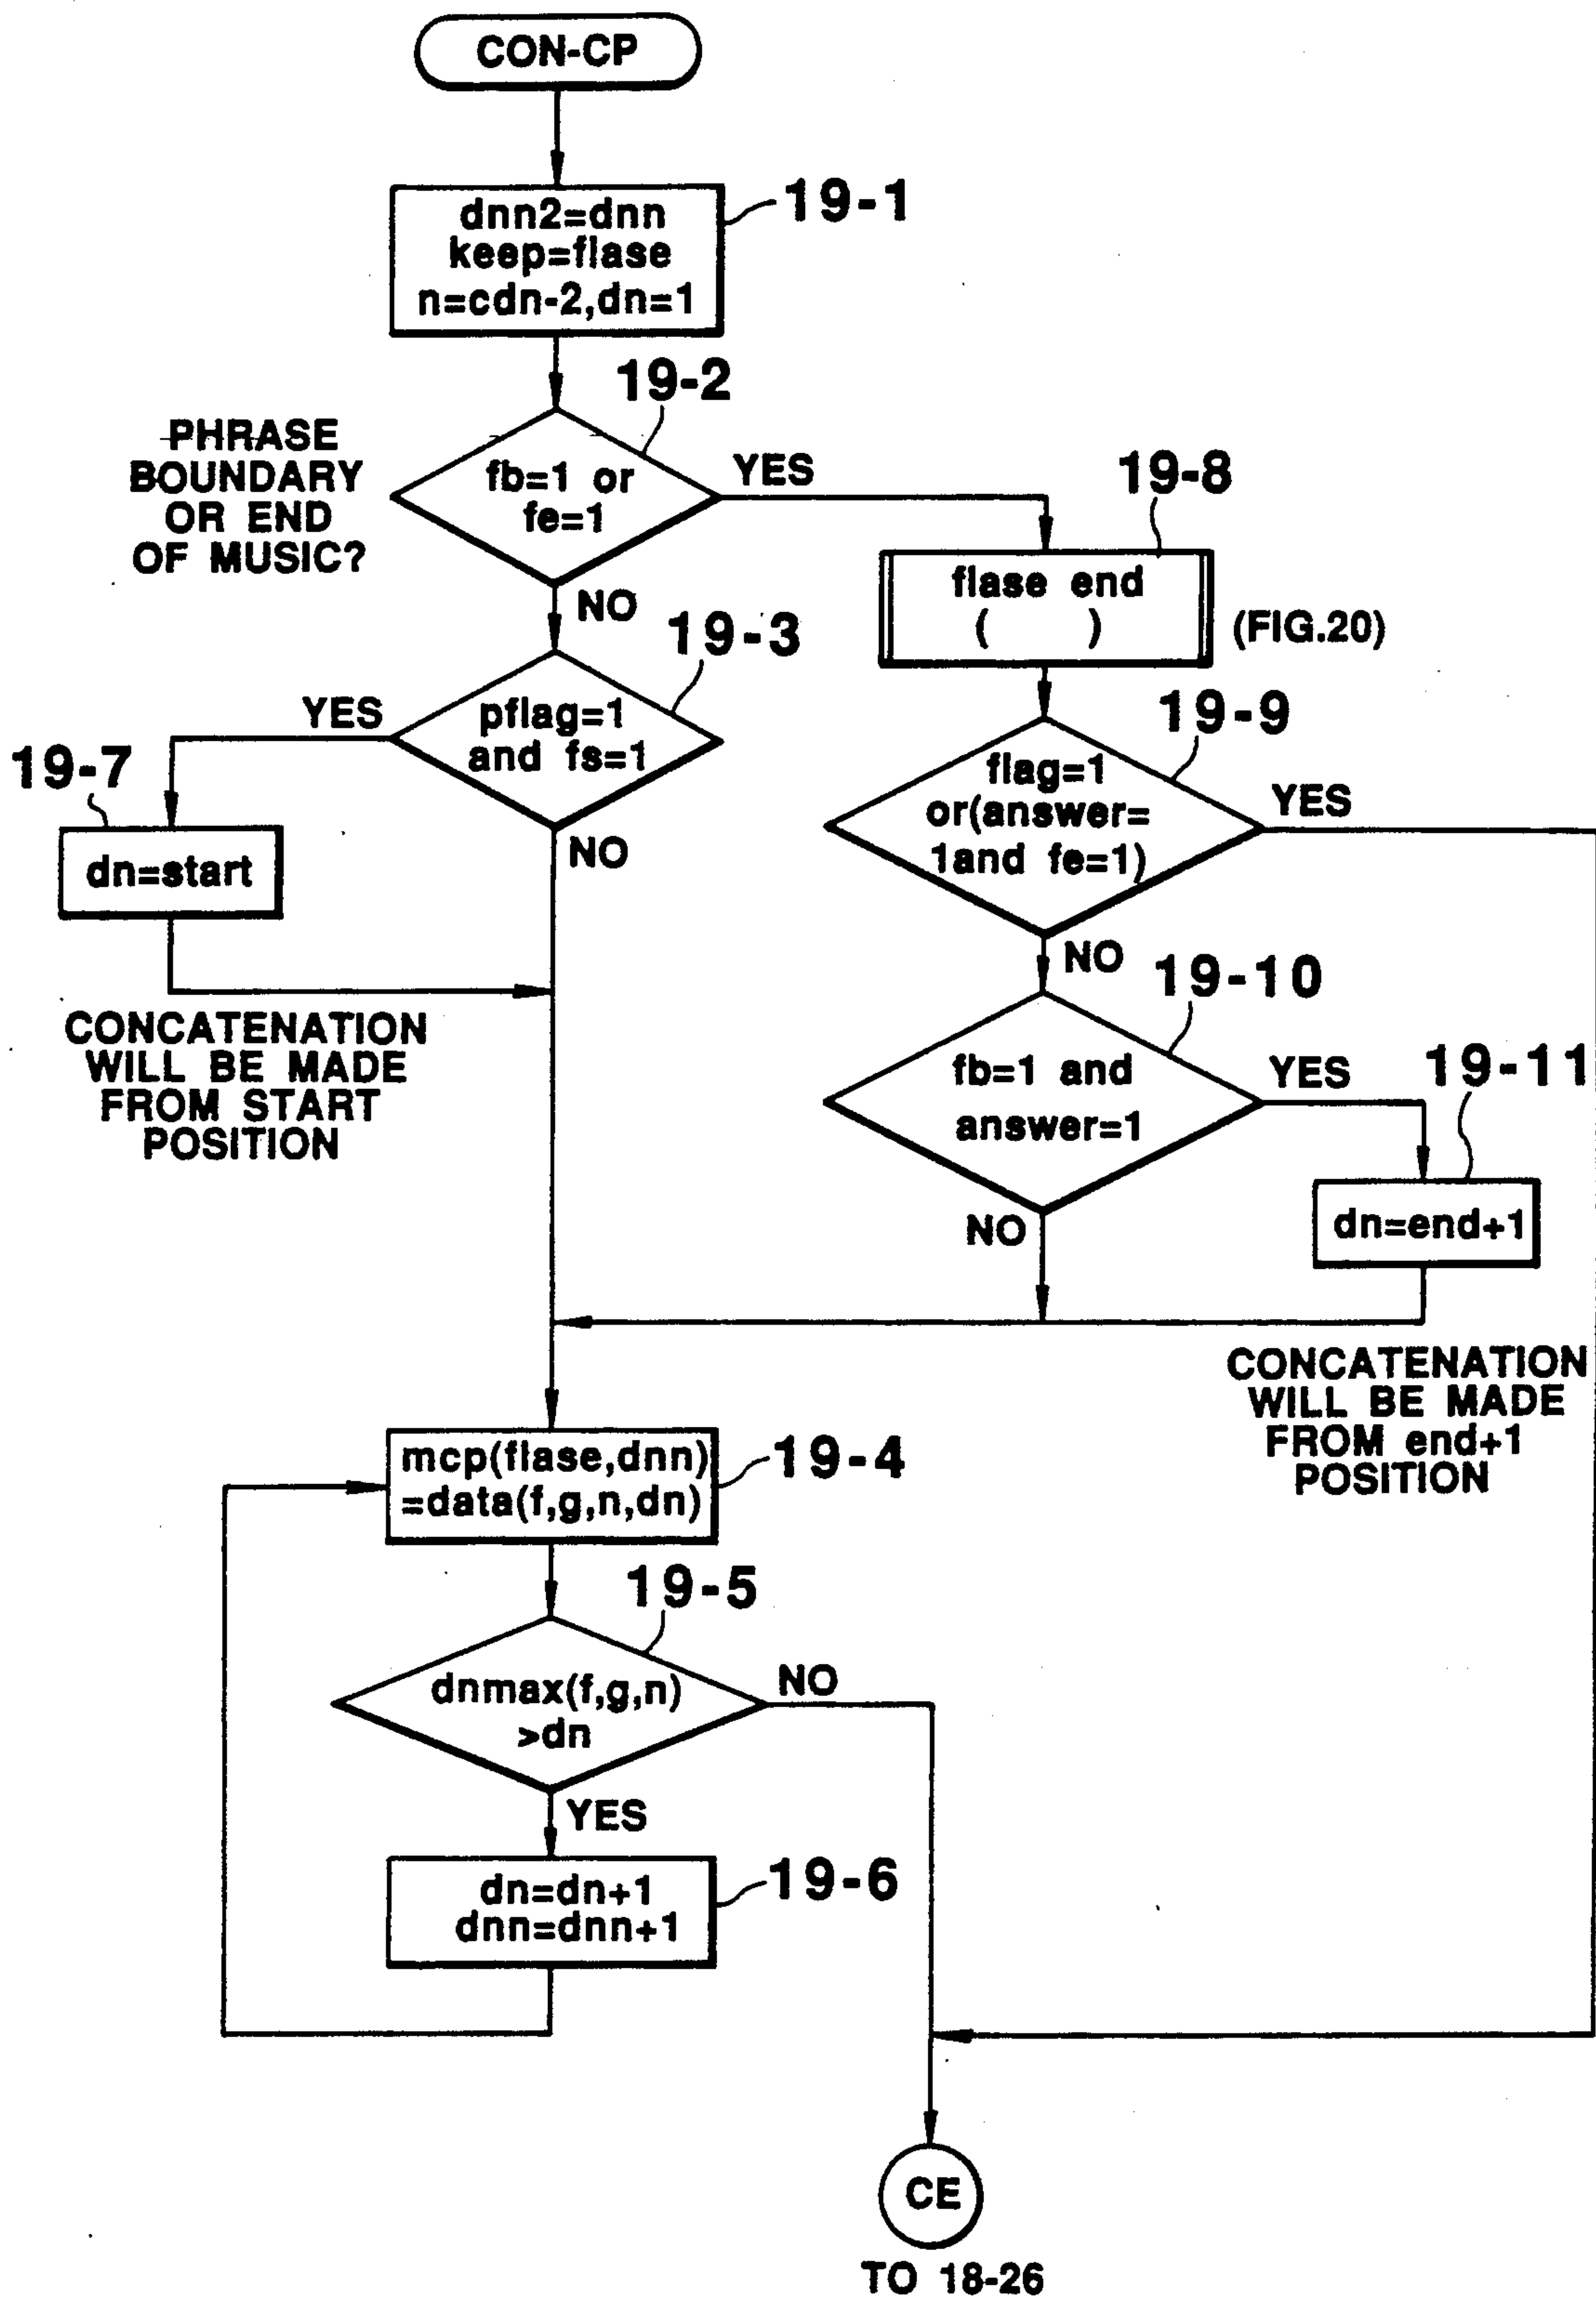 CON-CP
19-1
dnn2=dnn
keep=flase
n=cdn-2,dn=1
19-2
PHRASE
BOUNDARY
OR END
OF MUSIC?
fb=1 or
fe=1
YES
NO
19-8
flase end
( )
(FIG.20)
19-3
pflag=1
and fs=1
YES
NO
19-7
dn=start
CONCATENATION
WILL BE MADE
FROM START
POSITION
19-9
flag=1
or(answer=
1and fe=1)
YES
NO
19-10
fb=1 and
answer=1
YES
NO
19-11
dn=end+1
CONCATENATION
WILL BE MADE
FROM end+1
POSITION
19-4
mcp(flase,dnn)
=data(f,g,n,dn)
19-5
dnmax(f,g,n)
>dn
NO
YES
19-6
dn=dn+1
dnn=dnn+1
CE
TO 18-26